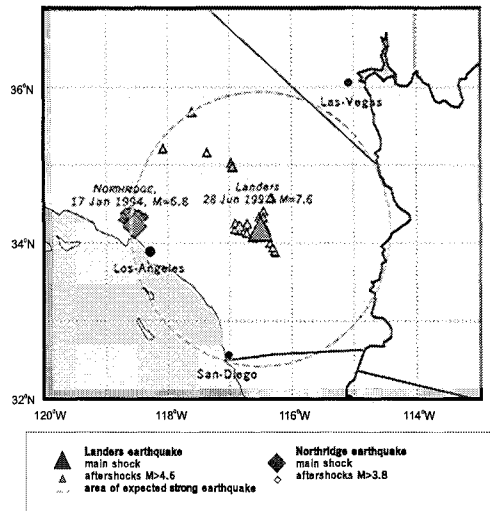 36°N
Las-Vegas
NORTHRIDGE,
17 Jan 1994, M=6.8
Landers
28 Jun 1992, M=7.6
34°N
Los-Angeles
San-Diego
32°N
120°W
118°W
116°W
114°W
Landers earthquake
main shock
aftershocks M>4.5
area of expected strong earthquake
Northridge earthquake
main shock
aftershocks M>3.8